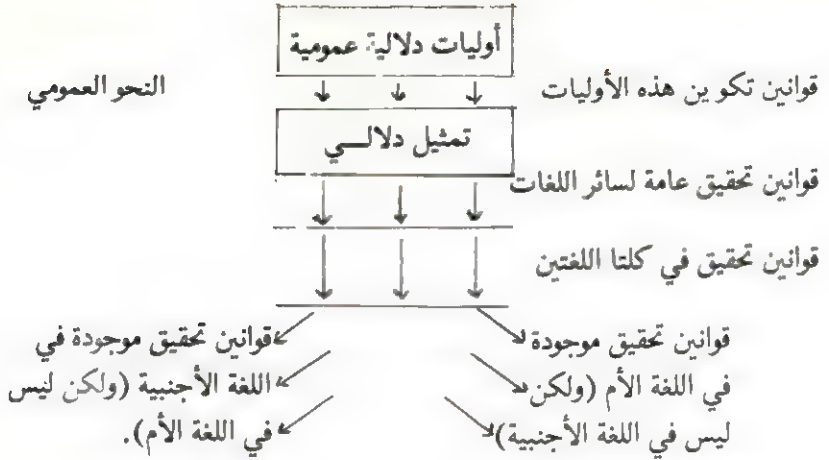 أوليات دلالية عمومية
قوانين تكوين هذه الأوليات
النحو العمومي
تمثيل دلالـــي
قوانين تحقيق عامة لسائر اللغات
قوانين تحقيق في كلتا اللغتين
قوانين تحقيق موجودة
في اللغة الأم (ولكن
ليس في اللغة الأجنبية)
قوانين تحقيق موجودة في
اللغة الأجنبية (ولكن ليس
في اللغة الأم).